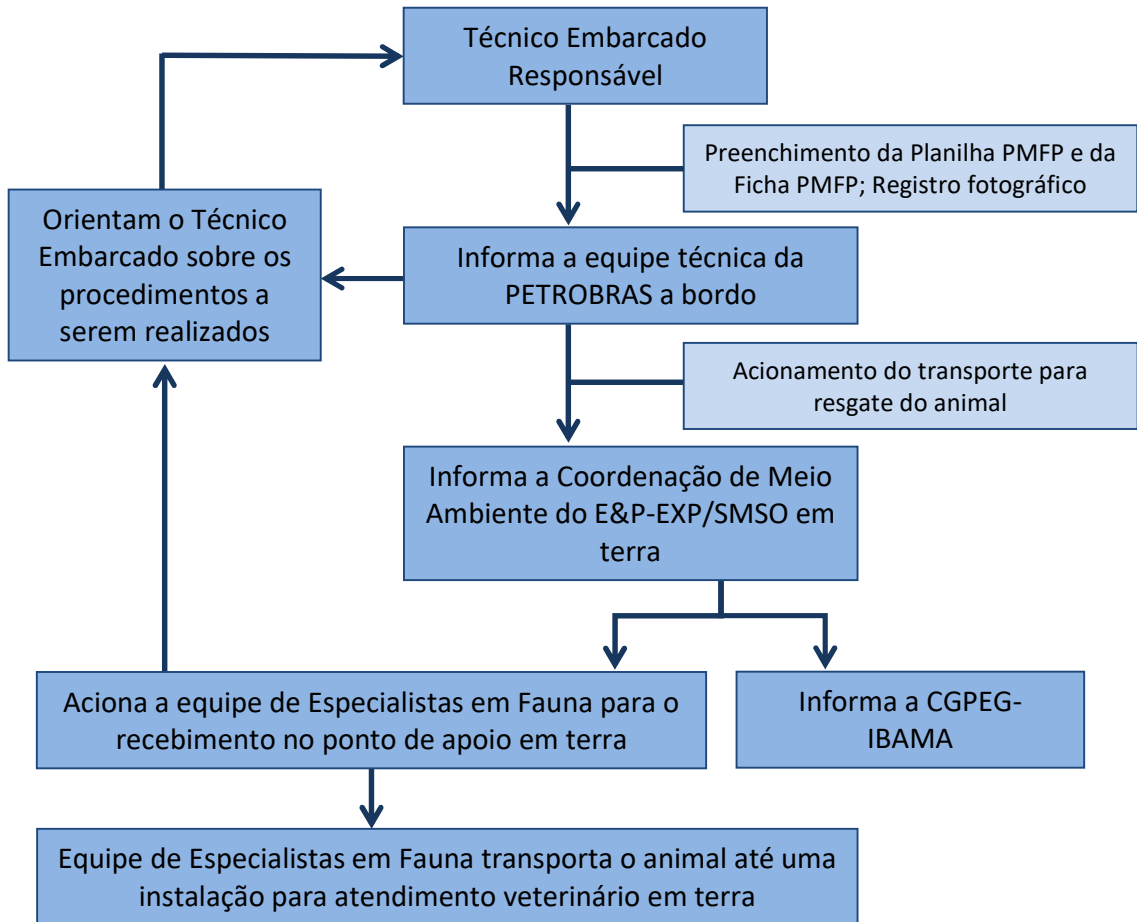 Técnico Embarcado
Responsável
Preenchimento da Planilha PMFP e da
Ficha PMFP; Registro fotográfico
Orientam o Técnico
Embarcado sobre os
procedimentos a
serem realizados
Informa a equipe técnica da
PETROBRAS a bordo
Acionamento do transporte para
resgate do animal
Informa a Coordenação de Meio
Ambiente do E&P-EXP/SMSO em
terra
Aciona a equipe de Especialistas em Fauna para o
recebimento no ponto de apoio em terra
Informa a CGPEG-
IBAMA
Equipe de Especialistas em Fauna transporta o animal até uma
instalação para atendimento veterinário em terra